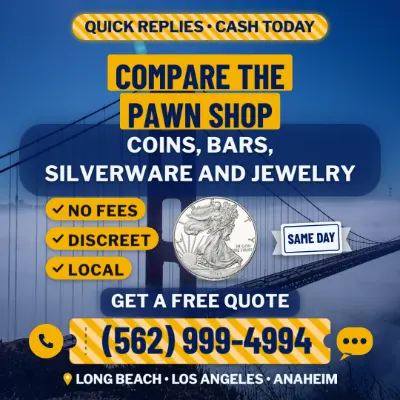 QUICK REPLIES • CASH TODAY
COMPARE THE
PAWN SHOP
COINS, BARS,
SILVERWARE AND JEWELRY
NO FEES
DISCREET
LOCAL
SAME DAY
GET A FREE QUOTE
(562) 999-4994
LONG BEACH • LOS ANGELES • ANAHEIM